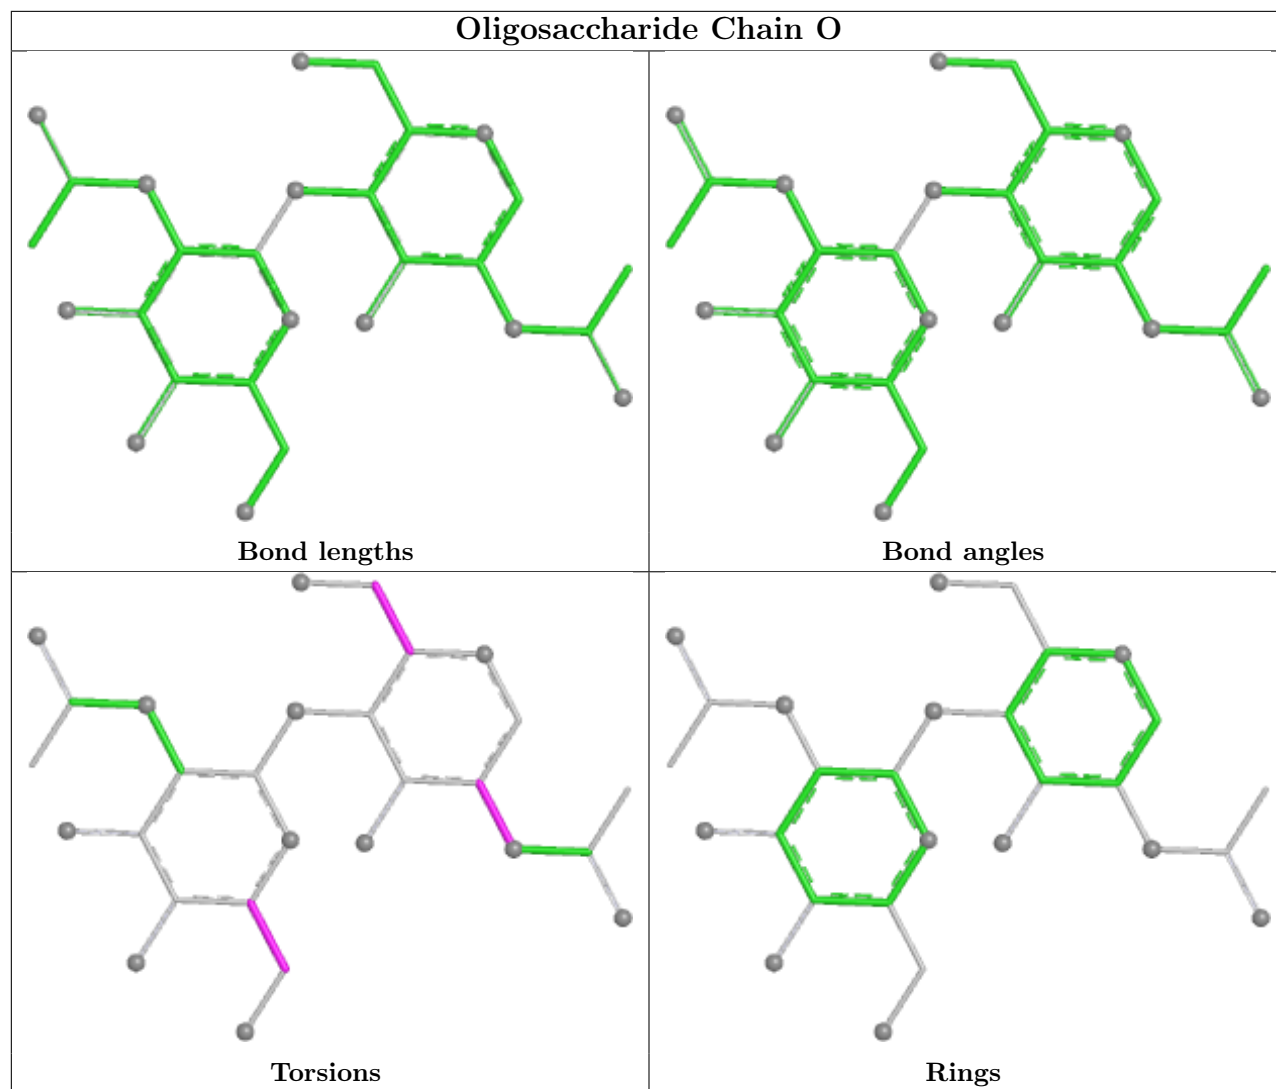 Oligosaccharide Chain O
Bond lengths
Bond angles
Torsions
Rings